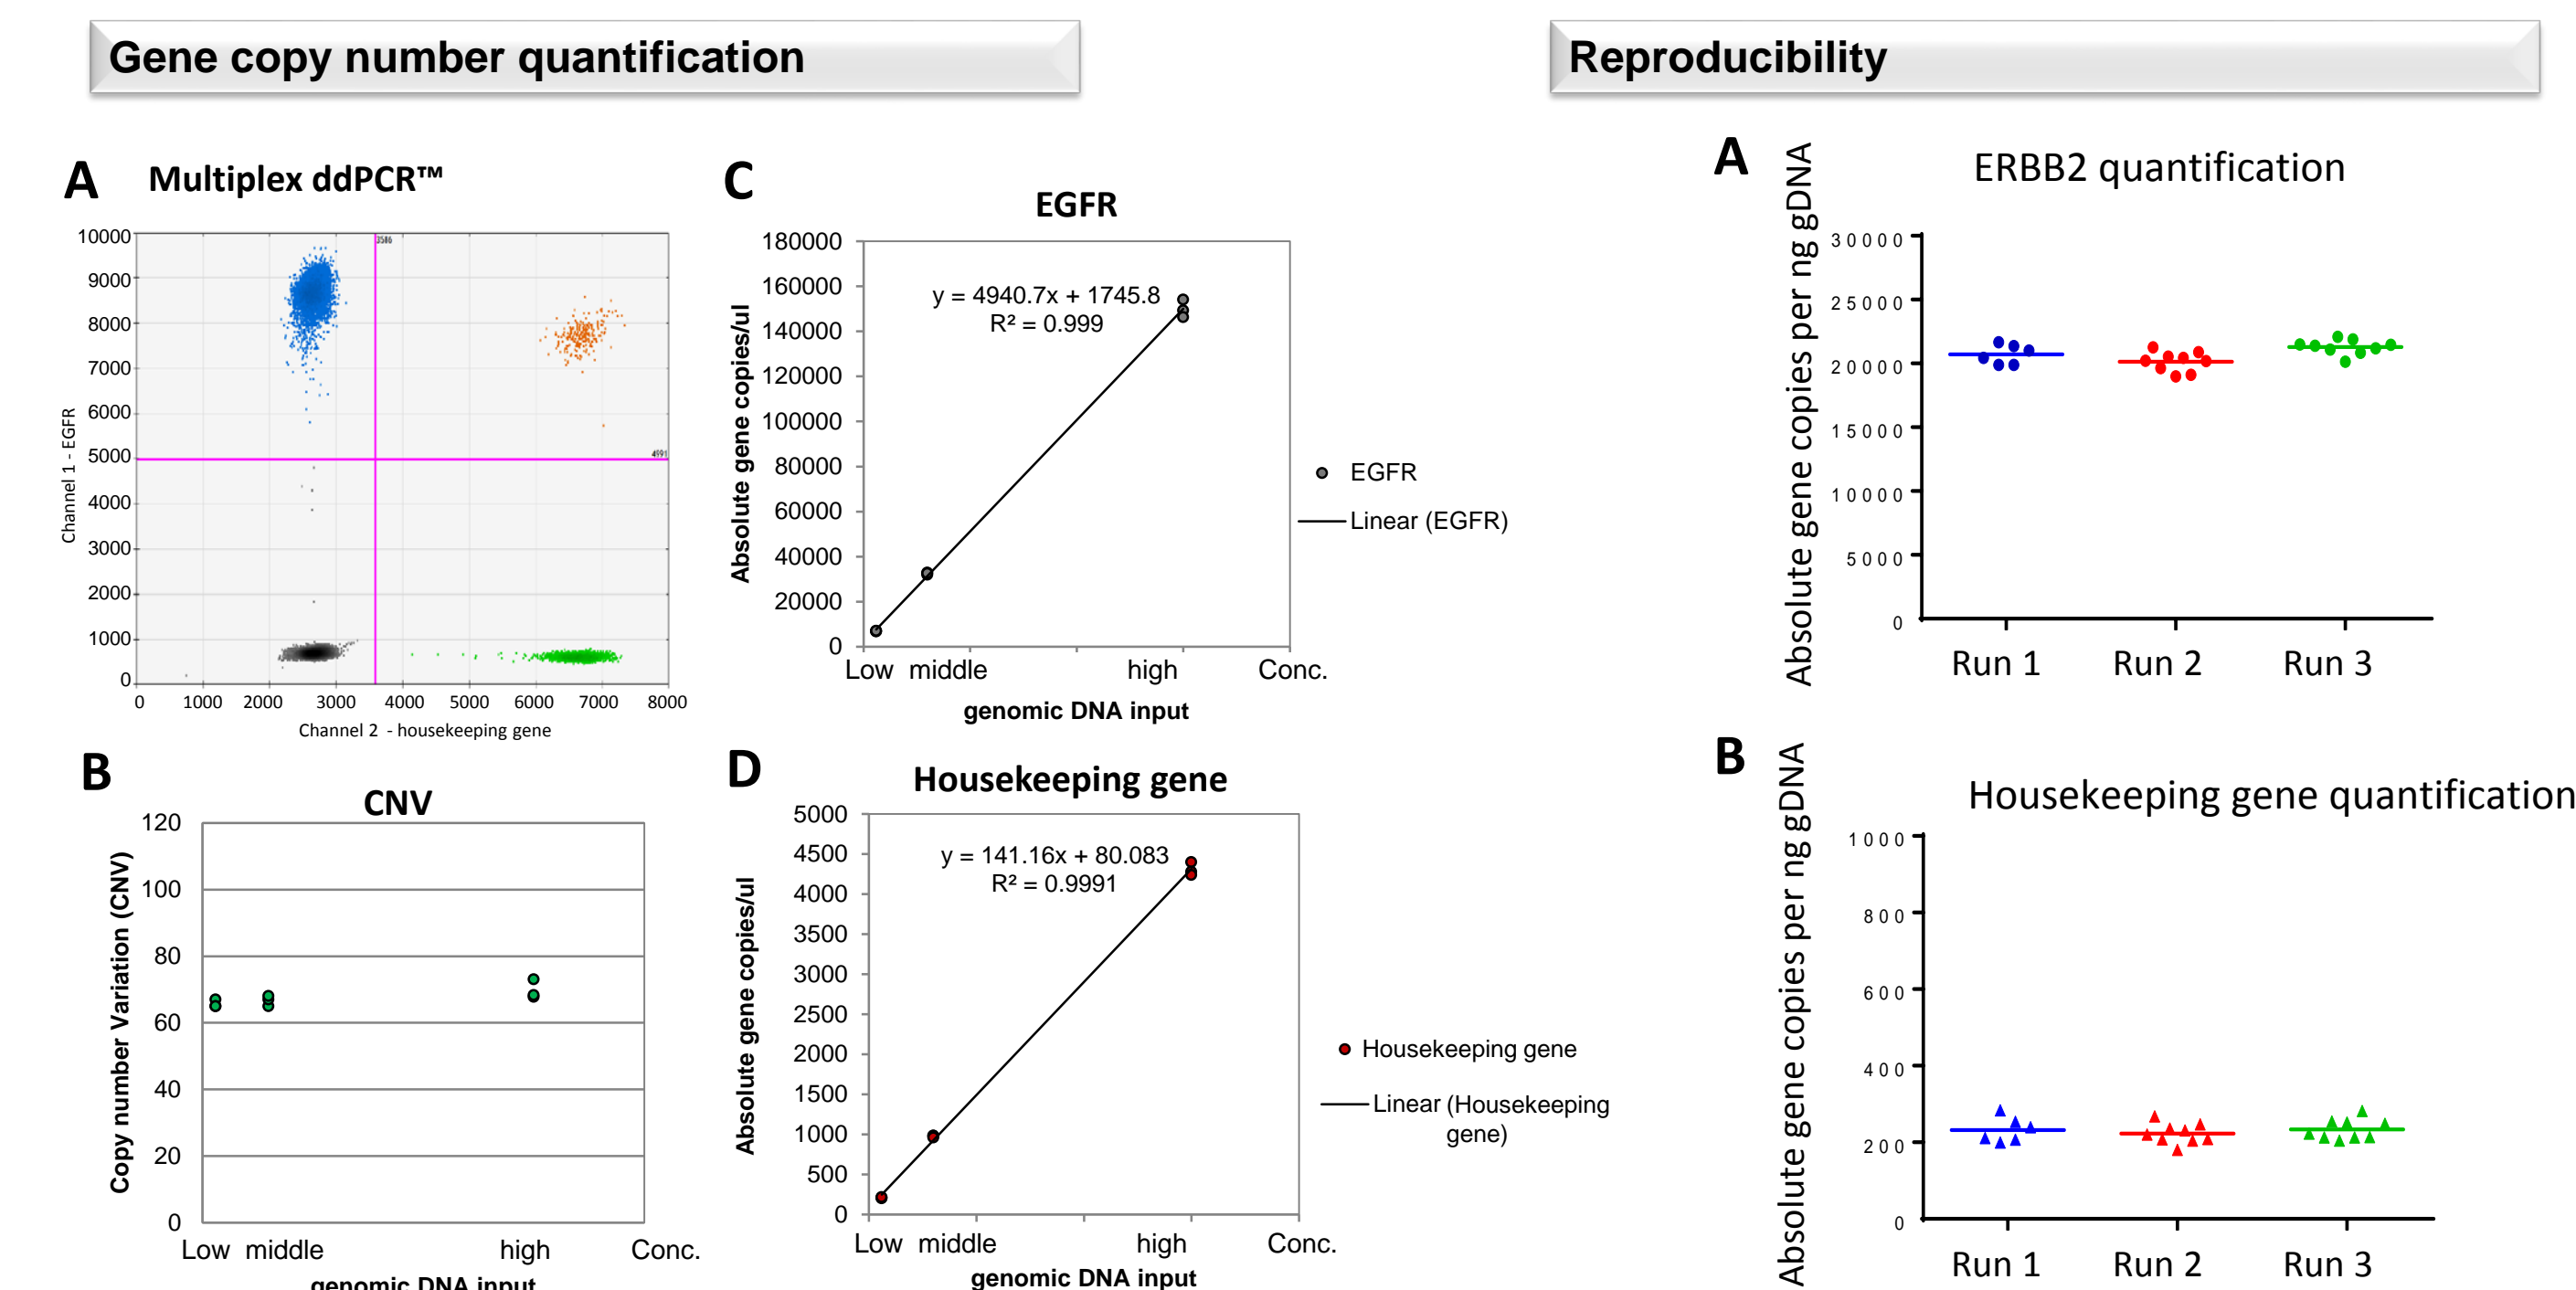 Gene copy number quantification
Reproducibility
A
Multiplex ddPCR™
10000
9000
8000
7000
6000
5000
4000
3000
2000
1000
0
3586
4991
Channel 1 - EGFR
0 1000 2000 3000 4000 5000 6000 7000 8000
Channel 2 - housekeeping gene
B
CNV
120
100
80
60
40
20
0
Copy number Variation (CNV)
Low middle high Conc.
genomic DNA input
C
EGFR
180000
160000
140000
120000
100000
80000
60000
40000
20000
0
Absolute gene copies/ul
y = 4940.7x + 1745.8
R² = 0.999
EGFR
Linear (EGFR)
Low middle high Conc.
genomic DNA input
D
Housekeeping gene
5000
4500
4000
3500
3000
2500
2000
1500
1000
500
0
Absolute gene copies/ul
y = 141.16x + 80.083
R² = 0.9991
Housekeeping gene
Linear (Housekeeping
gene)
Low middle high Conc.
genomic DNA input
A
ERBB2 quantification
Absolute gene copies per ng gDNA
30000
25000
20000
15000
10000
5000
0
Run 1 Run 2 Run 3
B
Housekeeping gene quantification
Absolute gene copies per ng gDNA
1000
800
600
400
200
0
Run 1 Run 2 Run 3